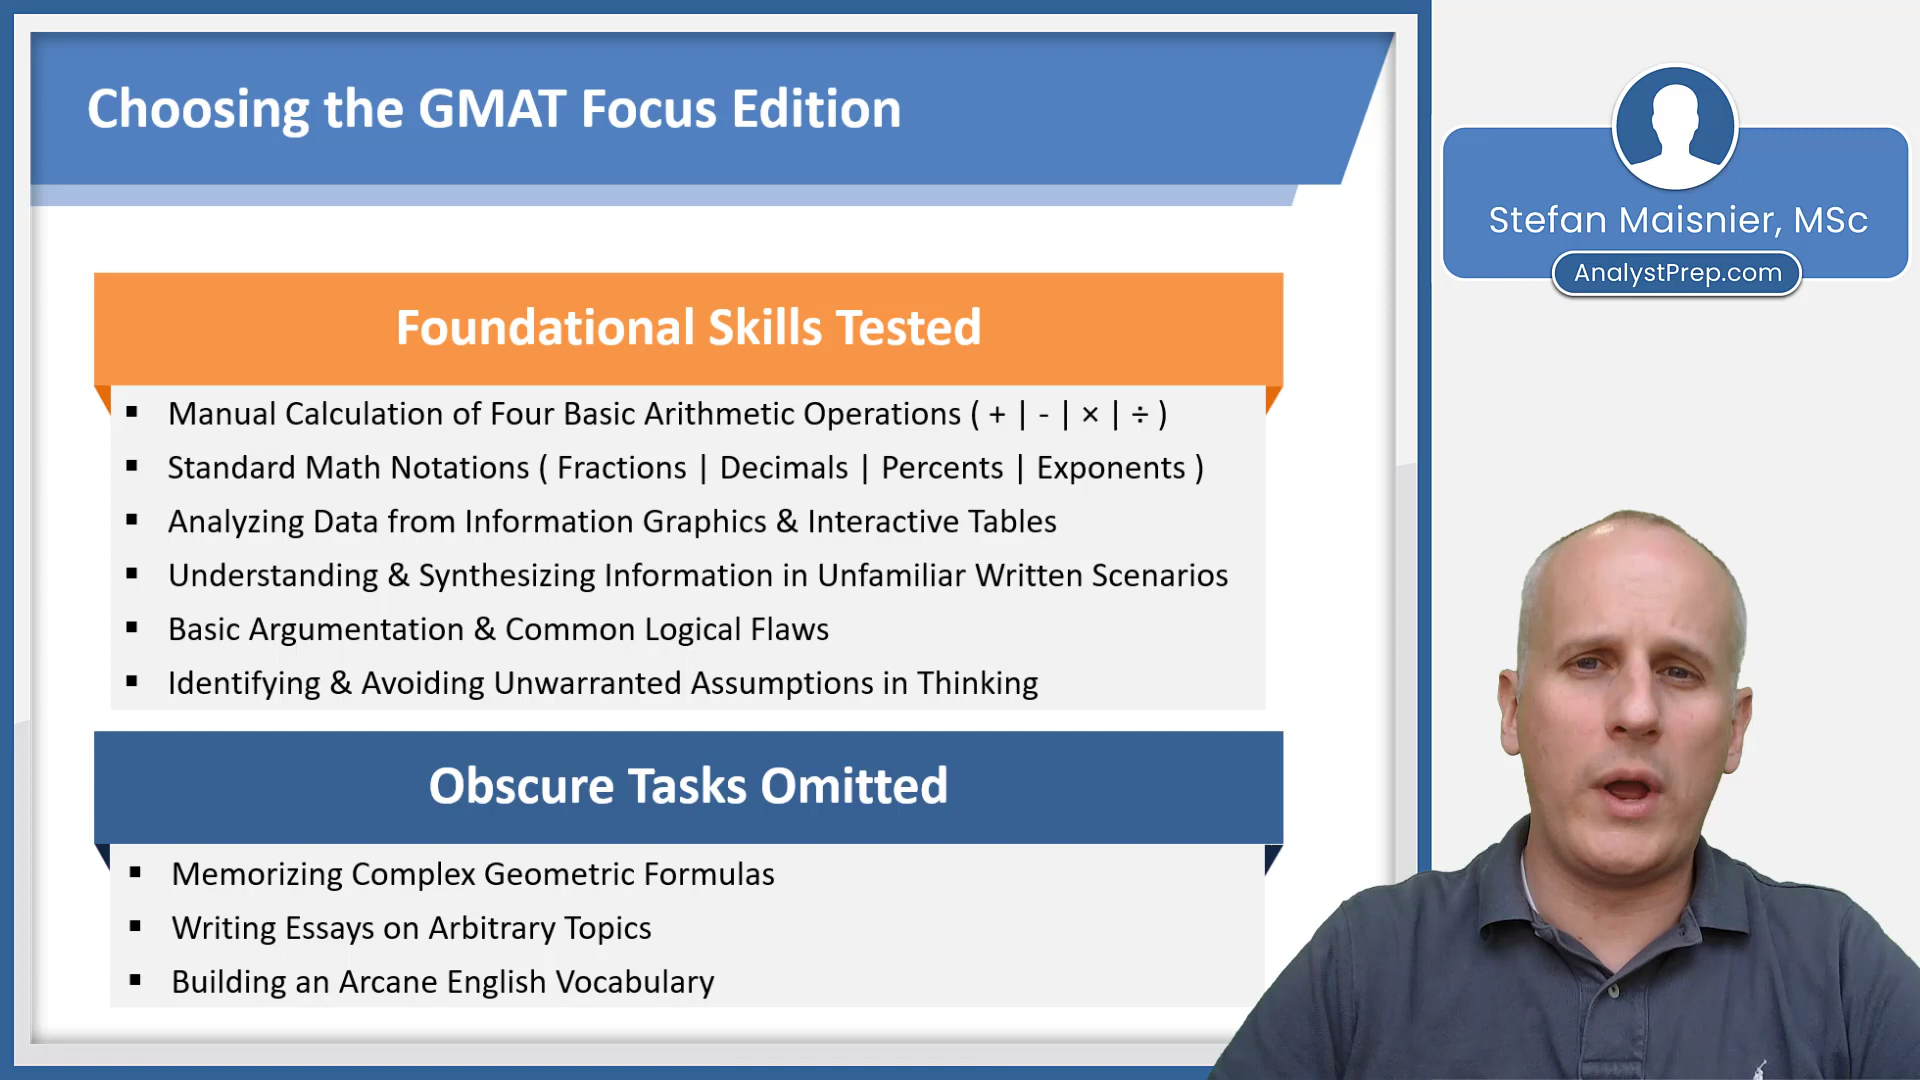 Choosing the GMAT Focus Edition
Stefan Maisnier, MSc
AnalystPrep.com
Foundational Skills Tested
▪ Manual Calculation of Four Basic Arithmetic Operations ( + | - | × | ÷ )
▪ Standard Math Notations ( Fractions | Decimals | Percents | Exponents )
▪ Analyzing Data from Information Graphics & Interactive Tables
▪ Understanding & Synthesizing Information in Unfamiliar Written Scenarios
▪ Basic Argumentation & Common Logical Flaws
▪ Identifying & Avoiding Unwarranted Assumptions in Thinking
Obscure Tasks Omitted
▪ Memorizing Complex Geometric Formulas
▪ Writing Essays on Arbitrary Topics
▪ Building an Arcane English Vocabulary